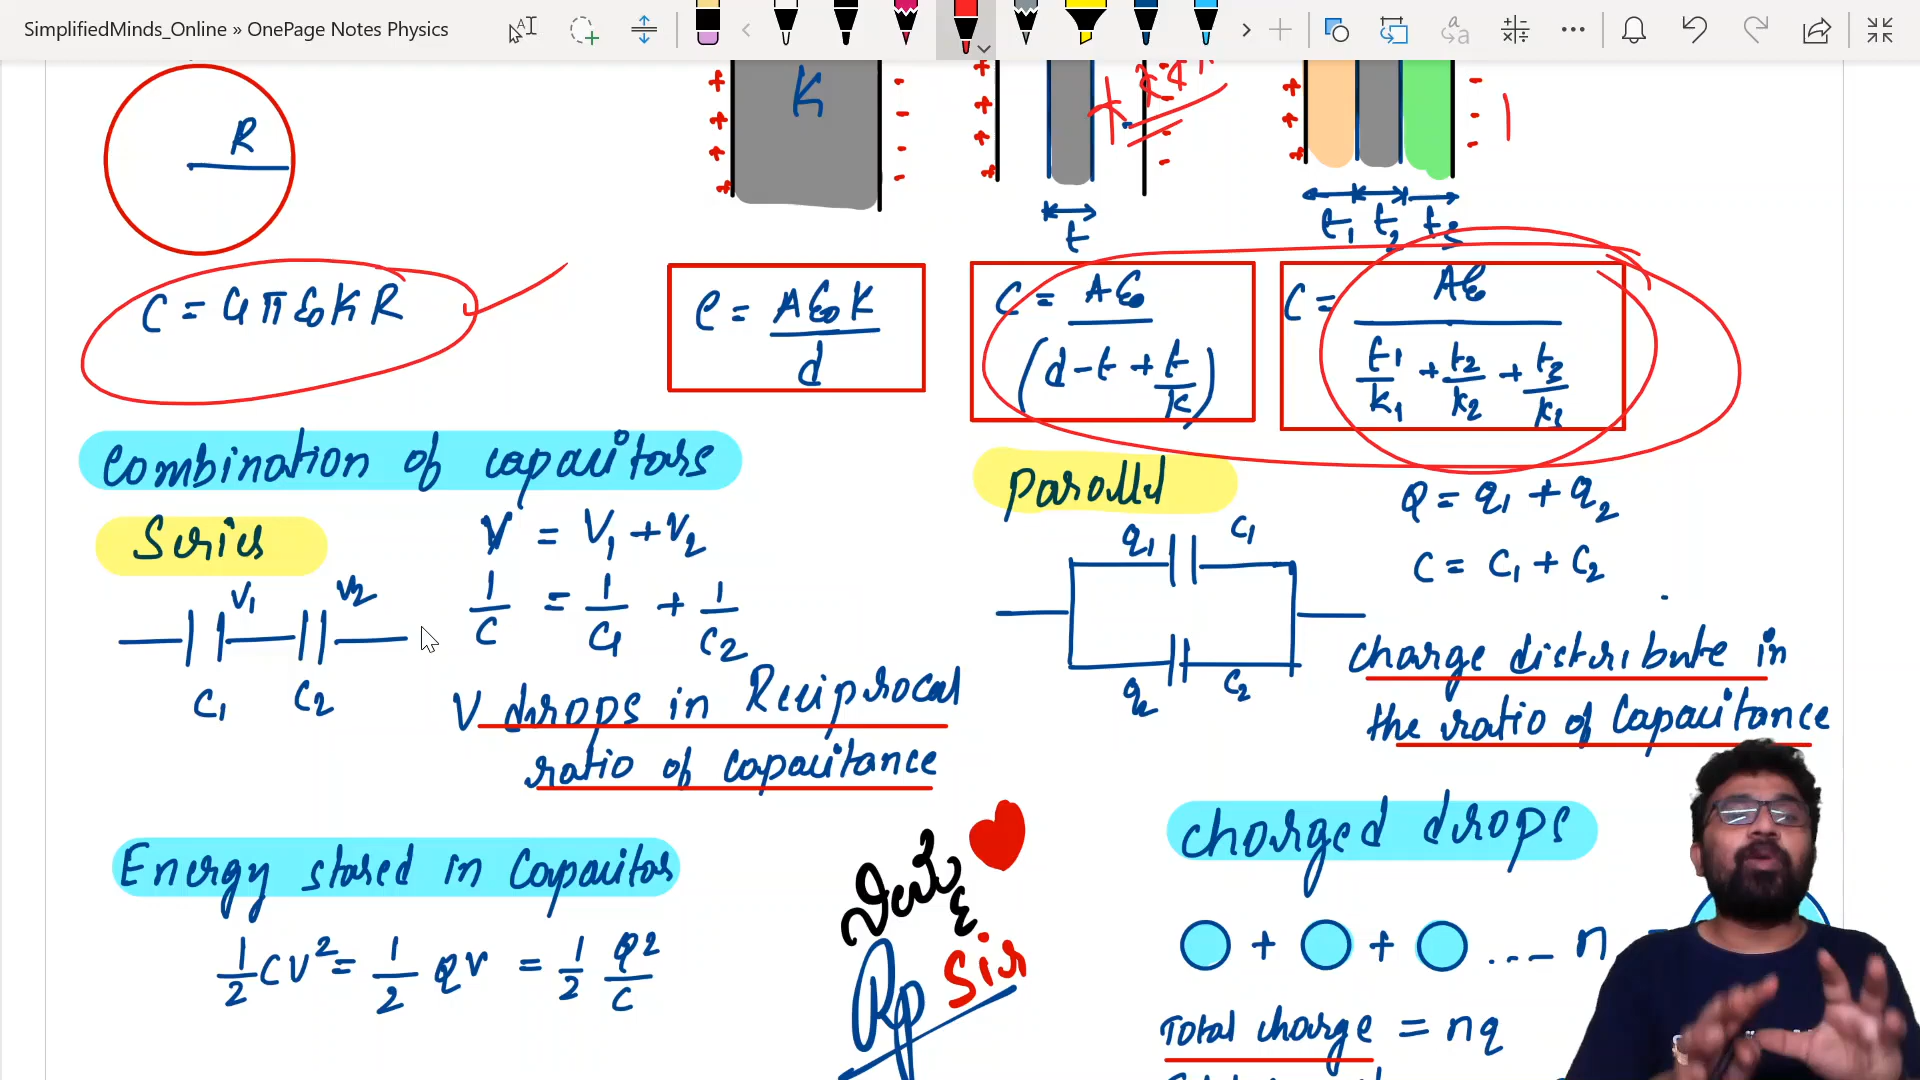 SimplifiedMinds_Online » OnePage Notes Physics
R
K
t
t1 t2 t3
C = 4πε0KR
C = Aε0K / d
C = Aε0 / (d - t + t/k)
C = Aε0 / (t1/k1 + t2/k2 + t3/k3)
Combination of capacitors
Series
V = V1 + V2
1/C = 1/C1 + 1/C2
V1 V2
C1 C2
V drops in Reciprocal
ratio of capacitance
Parallel
Q = q1 + q2
C = C1 + C2
q1 C1
q2 C2
charge distribute in
the ratio of Capacitance
Energy stored in Capacitor
1/2 CV² = 1/2 QV = 1/2 Q²/C
Rp Sir
charged drops
+ + .... n
Total charge = nq